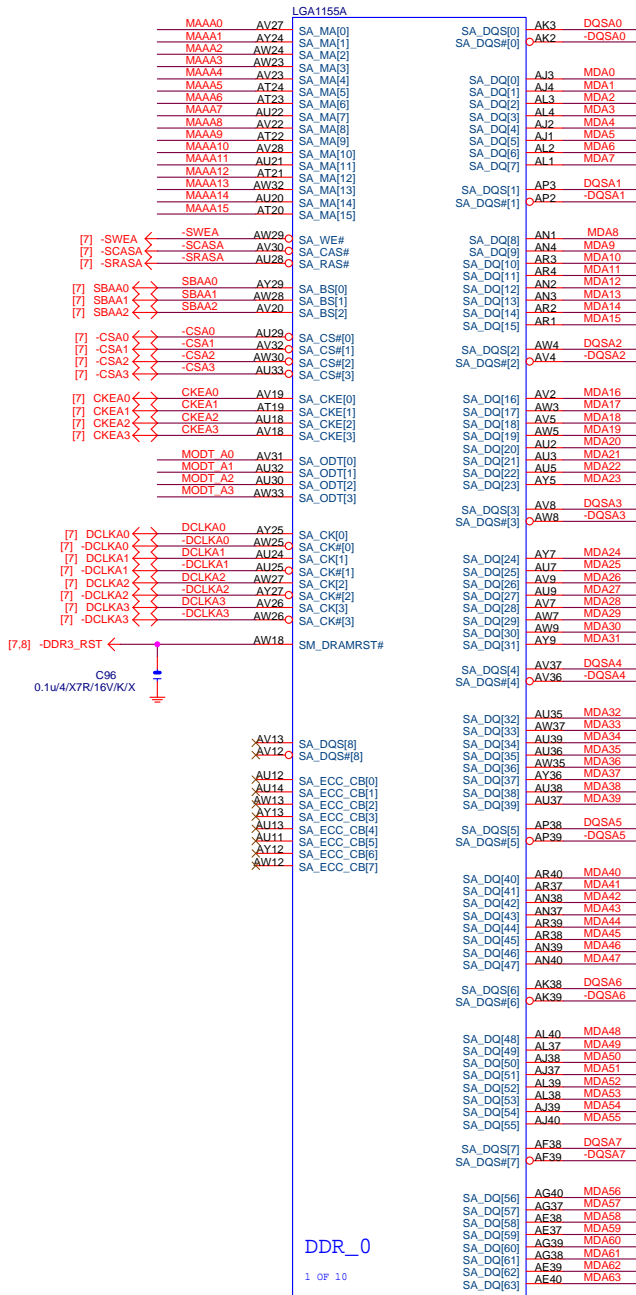 LGA1155A
MAAA0 AV27 SA_MA[0]
MAAA1 AY24 SA_MA[1]
MAAA2 AW24 SA_MA[2]
MAAA3 AW23 SA_MA[3]
MAAA4 AV23 SA_MA[4]
MAAA5 AT24 SA_MA[5]
MAAA6 AT23 SA_MA[6]
MAAA7 AU22 SA_MA[7]
MAAA8 AV22 SA_MA[8]
MAAA9 AT22 SA_MA[9]
MAAA10 AV28 SA_MA[10]
MAAA11 AU21 SA_MA[11]
MAAA12 AT21 SA_MA[12]
MAAA13 AW32 SA_MA[13]
MAAA14 AU20 SA_MA[14]
MAAA15 AT20 SA_MA[15]
[7] -SWEA -SWEA AW29 SA_WE#
[7] -SCASA -SCASA AV30 SA_CAS#
[7] -SRASA -SRASA AU28 SA_RAS#
[7] SBAA0 SBAA0 AY29 SA_BS[0]
[7] SBAA1 SBAA1 AW28 SA_BS[1]
[7] SBAA2 SBAA2 AV20 SA_BS[2]
[7] -CSA0 -CSA0 AU29 SA_CS#[0]
[7] -CSA1 -CSA1 AV32 SA_CS#[1]
[7] -CSA2 -CSA2 AW30 SA_CS#[2]
[7] -CSA3 -CSA3 AU33 SA_CS#[3]
[7] CKEA0 CKEA0 AV19 SA_CKE[0]
[7] CKEA1 CKEA1 AT19 SA_CKE[1]
[7] CKEA2 CKEA2 AU18 SA_CKE[2]
[7] CKEA3 CKEA3 AV18 SA_CKE[3]
MODT_A0 AV31 SA_ODT[0]
MODT_A1 AU32 SA_ODT[1]
MODT_A2 AU30 SA_ODT[2]
MODT_A3 AW33 SA_ODT[3]
[7] DCLKA0 DCLKA0 AY25 SA_CK[0]
[7] -DCLKA0 -DCLKA0 AW25 SA_CK#[0]
[7] DCLKA1 DCLKA1 AU24 SA_CK[1]
[7] -DCLKA1 -DCLKA1 AU25 SA_CK#[1]
[7] DCLKA2 DCLKA2 AW27 SA_CK[2]
[7] -DCLKA2 -DCLKA2 AY27 SA_CK#[2]
[7] DCLKA3 DCLKA3 AV26 SA_CK[3]
[7] -DCLKA3 -DCLKA3 AW26 SA_CK#[3]
[7,8] -DDR3_RST AW18 SM_DRAMRST#
C96
0.1u/4/X7R/16V/K/X
AV13 SA_DQS[8]
AV12 SA_DQS#[8]
AU12 SA_ECC_CB[0]
AU14 SA_ECC_CB[1]
AW13 SA_ECC_CB[2]
AY13 SA_ECC_CB[3]
AU13 SA_ECC_CB[4]
AU11 SA_ECC_CB[5]
AY12 SA_ECC_CB[6]
AW12 SA_ECC_CB[7]
SA_DQS[0] AK3 DQSA0
SA_DQS#[0] AK2 -DQSA0
SA_DQ[0] AJ3 MDA0
SA_DQ[1] AJ4 MDA1
SA_DQ[2] AL3 MDA2
SA_DQ[3] AL4 MDA3
SA_DQ[4] AJ2 MDA4
SA_DQ[5] AJ1 MDA5
SA_DQ[6] AL2 MDA6
SA_DQ[7] AL1 MDA7
SA_DQS[1] AP3 DQSA1
SA_DQS#[1] AP2 -DQSA1
SA_DQ[8] AN1 MDA8
SA_DQ[9] AN4 MDA9
SA_DQ[10] AR3 MDA10
SA_DQ[11] AR4 MDA11
SA_DQ[12] AN2 MDA12
SA_DQ[13] AN3 MDA13
SA_DQ[14] AR2 MDA14
SA_DQ[15] AR1 MDA15
SA_DQS[2] AW4 DQSA2
SA_DQS#[2] AV4 -DQSA2
SA_DQ[16] AV2 MDA16
SA_DQ[17] AW3 MDA17
SA_DQ[18] AV5 MDA18
SA_DQ[19] AW5 MDA19
SA_DQ[20] AU2 MDA20
SA_DQ[21] AU3 MDA21
SA_DQ[22] AU5 MDA22
SA_DQ[23] AY5 MDA23
SA_DQS[3] AV8 DQSA3
SA_DQS#[3] AW8 -DQSA3
SA_DQ[24] AY7 MDA24
SA_DQ[25] AU7 MDA25
SA_DQ[26] AV9 MDA26
SA_DQ[27] AU9 MDA27
SA_DQ[28] AV7 MDA28
SA_DQ[29] AW7 MDA29
SA_DQ[30] AW9 MDA30
SA_DQ[31] AY9 MDA31
SA_DQS[4] AV37 DQSA4
SA_DQS#[4] AV36 -DQSA4
SA_DQ[32] AU35 MDA32
SA_DQ[33] AW37 MDA33
SA_DQ[34] AU39 MDA34
SA_DQ[35] AU36 MDA35
SA_DQ[36] AW35 MDA36
SA_DQ[37] AY36 MDA37
SA_DQ[38] AU38 MDA38
SA_DQ[39] AU37 MDA39
SA_DQS[5] AP38 DQSA5
SA_DQS#[5] AP39 -DQSA5
SA_DQ[40] AR40 MDA40
SA_DQ[41] AR37 MDA41
SA_DQ[42] AN38 MDA42
SA_DQ[43] AN37 MDA43
SA_DQ[44] AR39 MDA44
SA_DQ[45] AR38 MDA45
SA_DQ[46] AN39 MDA46
SA_DQ[47] AN40 MDA47
SA_DQS[6] AK38 DQSA6
SA_DQS#[6] AK39 -DQSA6
SA_DQ[48] AL40 MDA48
SA_DQ[49] AL37 MDA49
SA_DQ[50] AJ38 MDA50
SA_DQ[51] AJ37 MDA51
SA_DQ[52] AL39 MDA52
SA_DQ[53] AL38 MDA53
SA_DQ[54] AJ39 MDA54
SA_DQ[55] AJ40 MDA55
SA_DQS[7] AF38 DQSA7
SA_DQS#[7] AF39 -DQSA7
SA_DQ[56] AG40 MDA56
SA_DQ[57] AG37 MDA57
SA_DQ[58] AE38 MDA58
SA_DQ[59] AE37 MDA59
SA_DQ[60] AG39 MDA60
SA_DQ[61] AG38 MDA61
SA_DQ[62] AE39 MDA62
SA_DQ[63] AE40 MDA63
DDR_0
1 OF 10